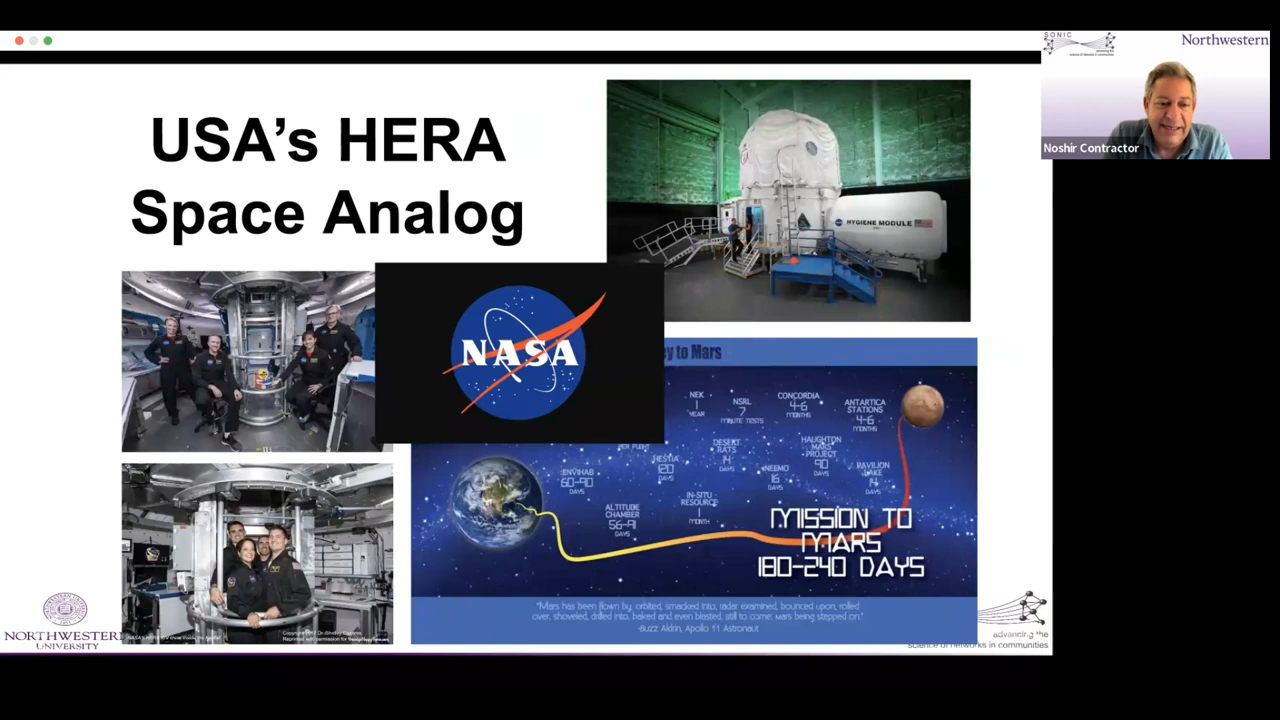 SONIC
Northwestern
Noshir Contractor
USA's HERA
Space Analog
HYGIENE MODULE
NASA
ey to Mars
NEK
1
YEAR
NSRL
7
MINUTE TESTS
CONCORDIA
4-6
MONTHS
ANTARTICA
STATIONS
4-6
MONTHS
PER FLIGHT
DESERT
RATS
14
DAYS
HAUGHTON
MARS
PROJECT
90
DAYS
ENVIHAB
60-90
DAYS
HESTIA
120
DAYS
NEEMO
16
DAYS
PAVILION
LAKE
14
DAYS
ALTITUDE
CHAMBER
56-91
DAYS
IN-SITU
RESOURCE
1
MONTH
MISSION TO
MARS
180-240 DAYS
"Mars has been flown by, orbited, smacked into, radar examined, bounced upon, rolled
over, shoveled, drilled into, baked and even blasted. still to come: Mars being stepped on."
-Buzz Aldrin, Apollo 11 Astronaut
NORTHWESTERN
UNIVERSITY
advancing the
science of networks in communities